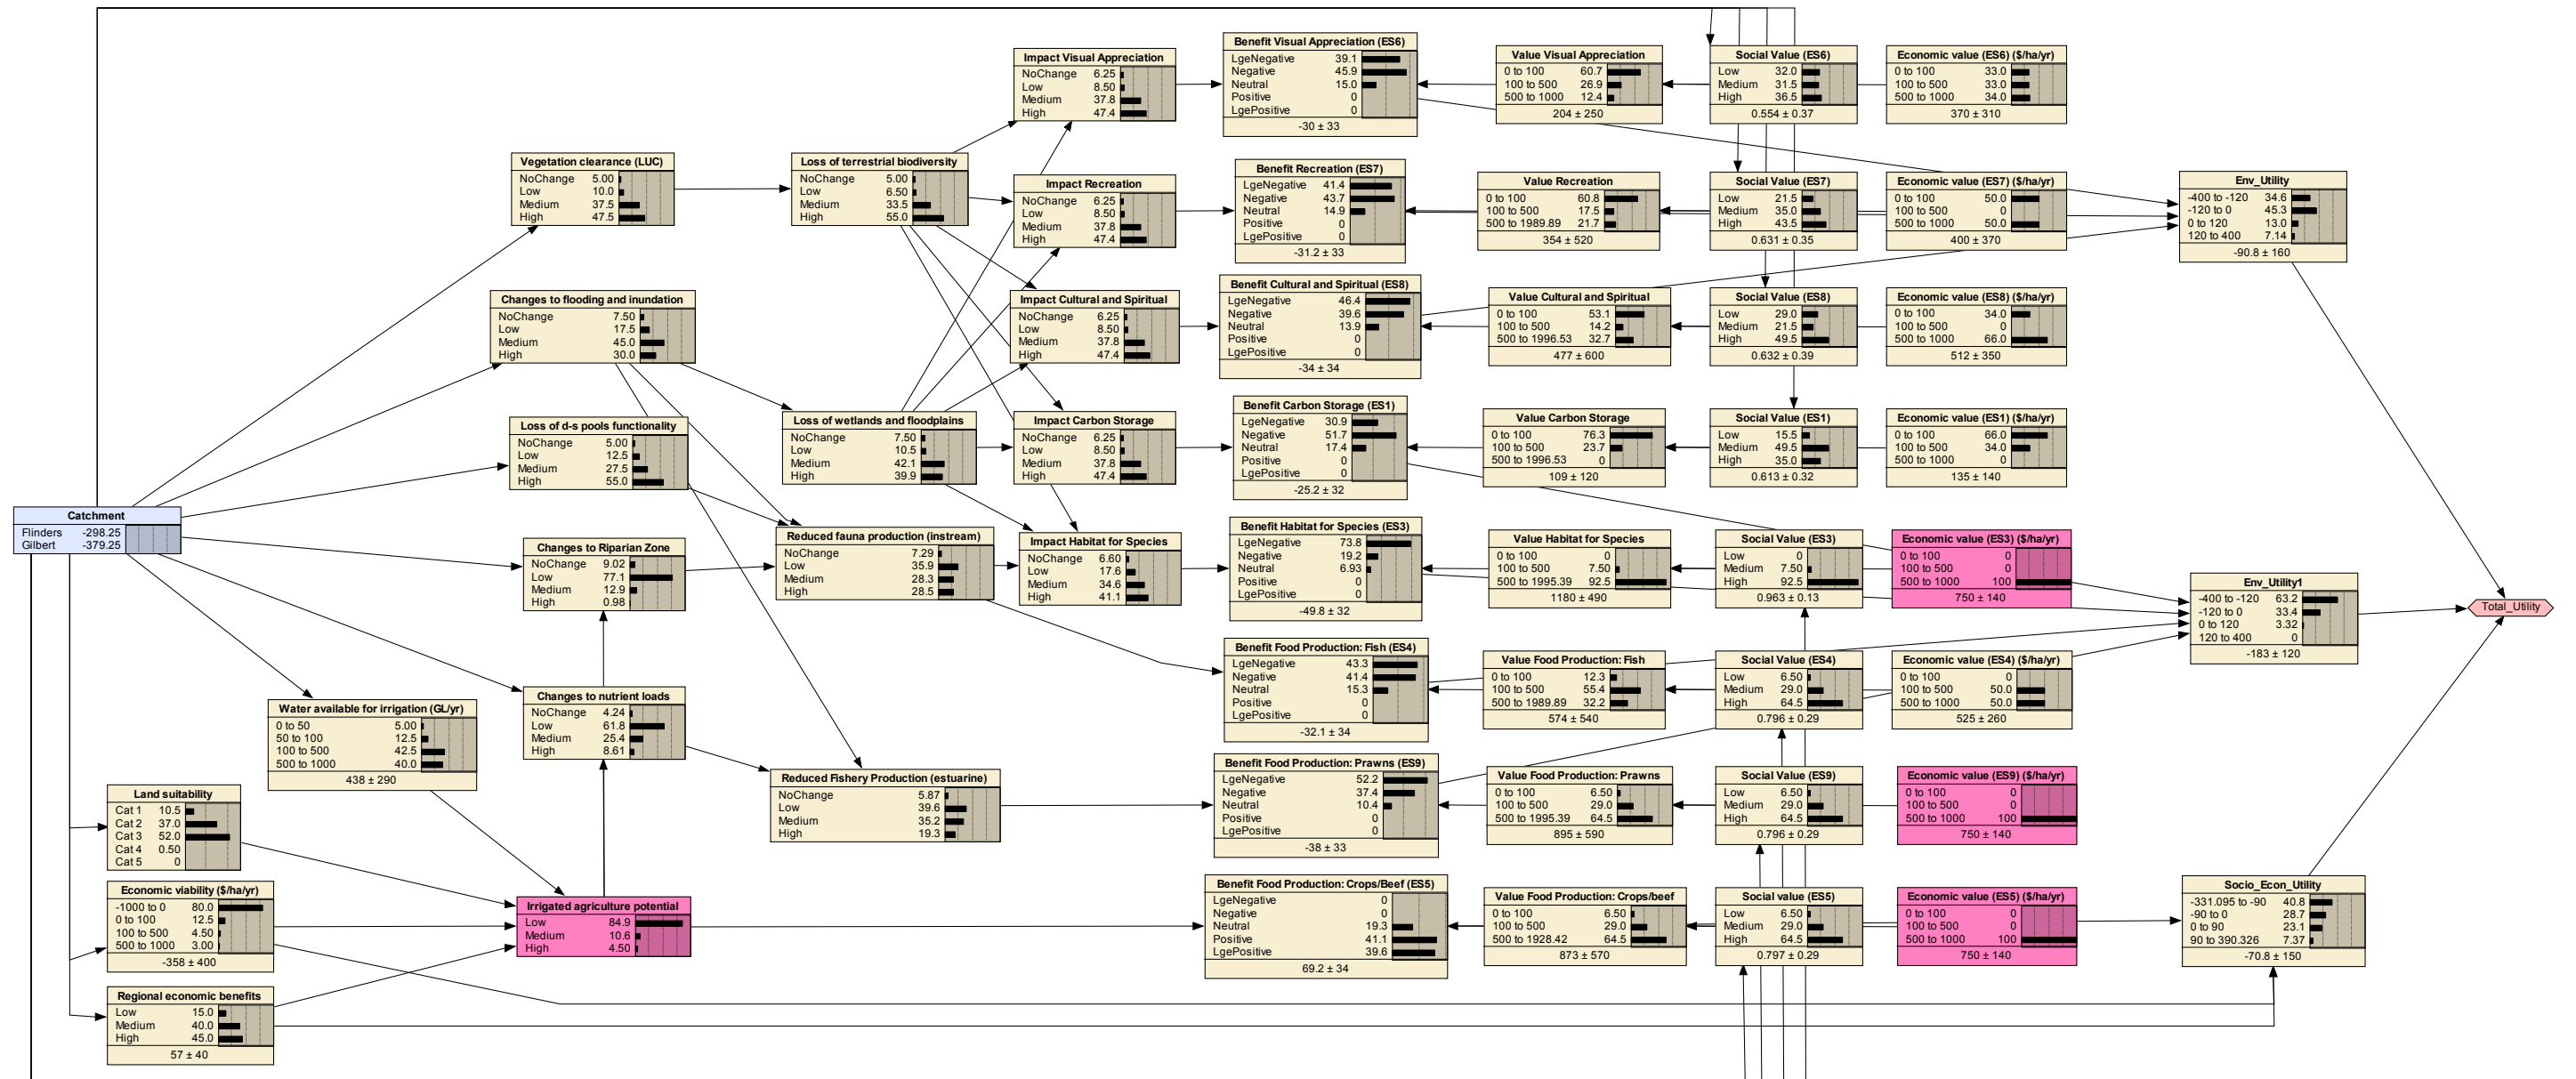 Catchment
Flinders -298.25
Gilbert -379.25
Vegetation clearance (LUC)
NoChange 5.00
Low 10.0
Medium 37.5
High 47.5
Changes to flooding and inundation
NoChange 7.50
Low 17.5
Medium 45.0
High 30.0
Loss of d-s pools functionality
NoChange 5.00
Low 12.5
Medium 27.5
High 55.0
Changes to Riparian Zone
NoChange 9.02
Low 77.1
Medium 12.9
High 0.98
Changes to nutrient loads
NoChange 4.24
Low 61.8
Medium 25.4
High 8.61
Water available for irrigation (GL/yr)
0 to 50 5.00
50 to 100 12.5
100 to 500 42.5
500 to 1000 40.0
438 ± 290
Land suitability
Cat 1 10.5
Cat 2 37.0
Cat 3 52.0
Cat 4 0.50
Cat 5 0
Economic viability ($/ha/yr)
-1000 to 0 80.0
0 to 100 12.5
100 to 500 4.50
500 to 1000 3.00
-358 ± 400
Regional economic benefits
Low 15.0
Medium 40.0
High 45.0
57 ± 40
Irrigated agriculture potential
Low 84.9
Medium 10.6
High 4.50
Loss of terrestrial biodiversity
NoChange 5.00
Low 6.50
Medium 33.5
High 55.0
Loss of wetlands and floodplains
NoChange 7.50
Low 10.5
Medium 42.1
High 39.9
Reduced fauna production (instream)
NoChange 7.29
Low 35.9
Medium 28.3
High 28.5
Reduced Fishery Production (estuarine)
NoChange 5.87
Low 39.6
Medium 35.2
High 19.3
Impact Visual Appreciation
NoChange 6.25
Low 8.50
Medium 37.8
High 47.4
Impact Recreation
NoChange 6.25
Low 8.50
Medium 37.8
High 47.4
Impact Cultural and Spiritual
NoChange 6.25
Low 8.50
Medium 37.8
High 47.4
Impact Carbon Storage
NoChange 6.25
Low 8.50
Medium 37.8
High 47.4
Impact Habitat for Species
NoChange 6.60
Low 17.6
Medium 34.6
High 41.1
Benefit Visual Appreciation (ES6)
LgeNegative 39.1
Negative 45.9
Neutral 15.0
Positive 0
LgePositive 0
-30 ± 33
Benefit Recreation (ES7)
LgeNegative 41.4
Negative 43.7
Neutral 14.9
Positive 0
LgePositive 0
-31.2 ± 33
Benefit Cultural and Spiritual (ES8)
LgeNegative 46.4
Negative 39.6
Neutral 13.9
Positive 0
LgePositive 0
-34 ± 34
Benefit Carbon Storage (ES1)
LgeNegative 30.9
Negative 51.7
Neutral 17.4
Positive 0
LgePositive 0
-25.2 ± 32
Benefit Habitat for Species (ES3)
LgeNegative 73.8
Negative 19.2
Neutral 6.93
Positive 0
LgePositive 0
-49.8 ± 32
Benefit Food Production: Fish (ES4)
LgeNegative 43.3
Negative 41.4
Neutral 15.3
Positive 0
LgePositive 0
-32.1 ± 34
Benefit Food Production: Prawns (ES9)
LgeNegative 52.2
Negative 37.4
Neutral 10.4
Positive 0
LgePositive 0
-38 ± 33
Benefit Food Production: Crops/Beef (ES5)
LgeNegative 0
Negative 0
Neutral 19.3
Positive 41.1
LgePositive 39.6
69.2 ± 34
Value Visual Appreciation
0 to 100 60.7
100 to 500 26.9
500 to 1000 12.4
204 ± 250
Value Recreation
0 to 100 60.8
100 to 500 17.5
500 to 1989.89 21.7
354 ± 520
Value Cultural and Spiritual
0 to 100 53.1
100 to 500 14.2
500 to 1996.53 32.7
477 ± 600
Value Carbon Storage
0 to 100 76.3
100 to 500 23.7
500 to 1996.53 0
109 ± 120
Value Habitat for Species
0 to 100 0
100 to 500 7.50
500 to 1995.39 92.5
1180 ± 490
Value Food Production: Fish
0 to 100 12.3
100 to 500 55.4
500 to 1989.89 32.2
574 ± 540
Value Food Production: Prawns
0 to 100 6.50
100 to 500 29.0
500 to 1995.39 64.5
895 ± 590
Value Food Production: Crops/beef
0 to 100 6.50
100 to 500 29.0
500 to 1928.42 64.5
873 ± 570
Social Value (ES6)
Low 32.0
Medium 31.5
High 36.5
0.554 ± 0.37
Social Value (ES7)
Low 21.5
Medium 35.0
High 43.5
0.631 ± 0.35
Social Value (ES8)
Low 29.0
Medium 21.5
High 49.5
0.632 ± 0.39
Social Value (ES1)
Low 15.5
Medium 49.5
High 35.0
0.613 ± 0.32
Social Value (ES3)
Low 0
Medium 7.50
High 92.5
0.963 ± 0.13
Social Value (ES4)
Low 6.50
Medium 29.0
High 64.5
0.796 ± 0.29
Social Value (ES9)
Low 6.50
Medium 29.0
High 64.5
0.796 ± 0.29
Social value (ES5)
Low 6.50
Medium 29.0
High 64.5
0.797 ± 0.29
Economic value (ES6) ($/ha/yr)
0 to 100 33.0
100 to 500 33.0
500 to 1000 34.0
370 ± 310
Economic value (ES7) ($/ha/yr)
0 to 100 50.0
100 to 500 0
500 to 1000 50.0
400 ± 370
Economic value (ES8) ($/ha/yr)
0 to 100 34.0
100 to 500 0
500 to 1000 66.0
512 ± 350
Economic value (ES1) ($/ha/yr)
0 to 100 66.0
100 to 500 34.0
500 to 1000 0
135 ± 140
Economic value (ES3) ($/ha/yr)
0 to 100 0
100 to 500 0
500 to 1000 100
750 ± 140
Economic value (ES4) ($/ha/yr)
0 to 100 0
100 to 500 50.0
500 to 1000 50.0
525 ± 260
Economic value (ES9) ($/ha/yr)
0 to 100 0
100 to 500 0
500 to 1000 100
750 ± 140
Economic value (ES5) ($/ha/yr)
0 to 100 0
100 to 500 0
500 to 1000 100
750 ± 140
Env_Utility
-400 to -120 34.6
-120 to 0 45.3
0 to 120 13.0
120 to 400 7.14
-90.8 ± 160
Env_Utility1
-400 to -120 63.2
-120 to 0 33.4
0 to 120 3.32
120 to 400 0
-183 ± 120
Socio_Econ_Utility
-331.095 to -90 40.8
-90 to 0 28.7
0 to 90 23.1
90 to 390.326 7.37
-70.8 ± 150
Total_Utility